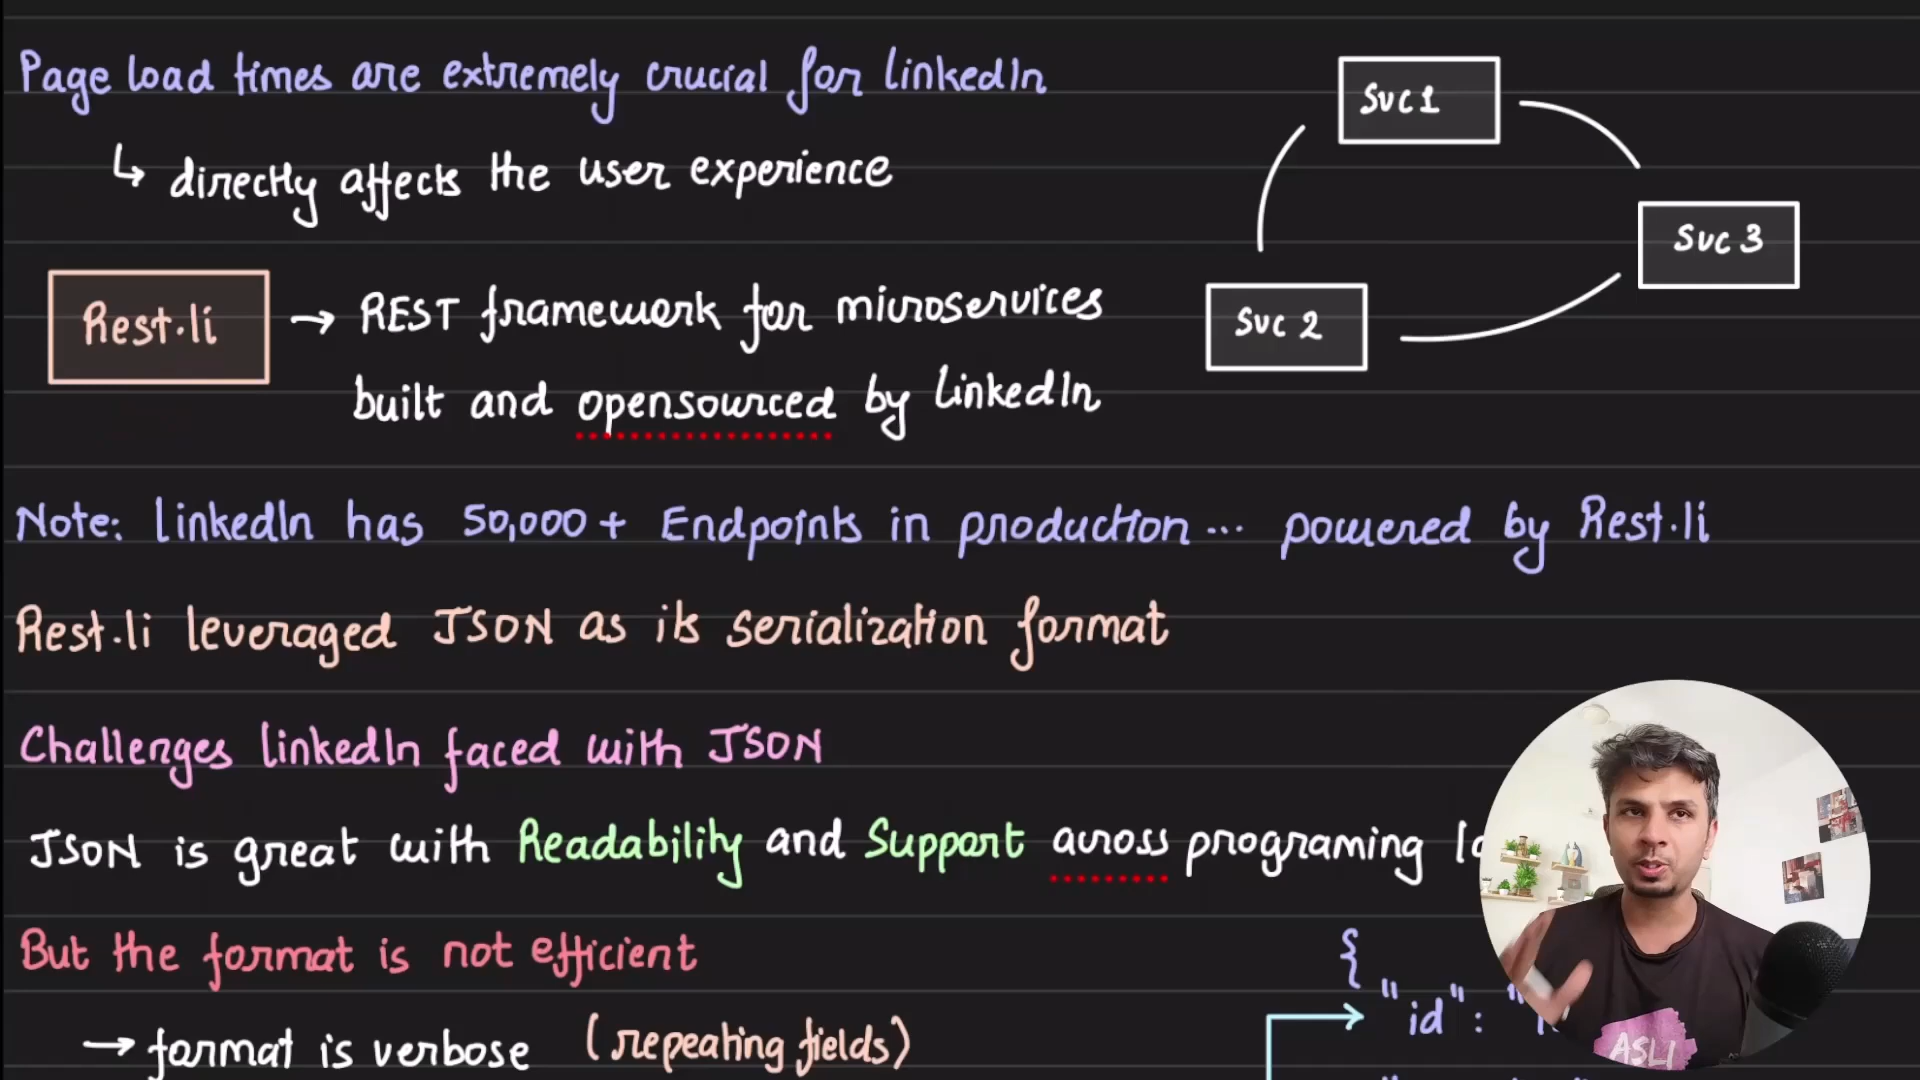 Page load times are extremely crucial for LinkedIn
↳ directly affects the user experience
Svc 1
Svc 3
Svc 2
Rest.li → REST framework for microservices
built and opensourced by LinkedIn
Note: LinkedIn has 50,000+ Endpoints in production... powered by Rest.li
Rest.li leveraged JSON as its serialization format
Challenges LinkedIn faced with JSON
JSON is great with Readability and Support across programing
But the format is not efficient
→ format is verbose (repeating fields)
{
"id": "
ASLI